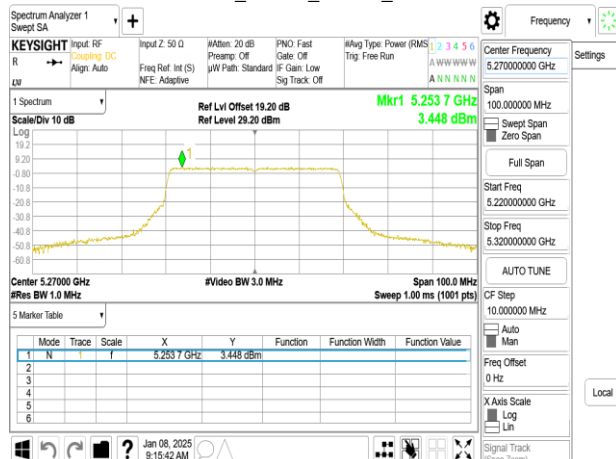 Spectrum Analyzer 1
Swept SA
Frequency
KEYSIGHT
R
Input: RF
Coupling: DC
Align: Auto
Input Z: 50 Ω
Freq Ref: Int (S)
NFE: Adaptive
#Atten: 20 dB
Preamp: Off
µW Path: Standard
PNO: Fast
Gate: Off
IF Gain: Low
Sig Track: Off
#Avg Type: Power (RMS
Trig: Free Run
1 2 3 4 5 6
A W W W W W
A N N N N N
1 Spectrum
Scale/Div 10 dB
Ref Lvl Offset 19.20 dB
Ref Level 29.20 dBm
Mkr1 5.253 7 GHz
3.448 dBm
Log
19.2
9.20
-0.80
-10.8
-20.8
-30.8
-40.8
-50.8
-60.8
1
Center 5.27000 GHz
#Res BW 1.0 MHz
#Video BW 3.0 MHz
Span 100.0 MHz
Sweep 1.00 ms (1001 pts)
5 Marker Table
Mode Trace Scale X Y Function Function Width Function Value
1 N 1 f 5.253 7 GHz 3.448 dBm
2
3
4
5
6
?
Jan 08, 2025
9:15:42 AM
Center Frequency
5.270000000 GHz
Span
100.000000 MHz
Swept Span
Zero Span
Full Span
Start Freq
5.220000000 GHz
Stop Freq
5.320000000 GHz
AUTO TUNE
CF Step
10.000000 MHz
Auto
Man
Freq Offset
0 Hz
X Axis Scale
Log
Lin
Signal Track
(Span Zoom)
Settings
Local